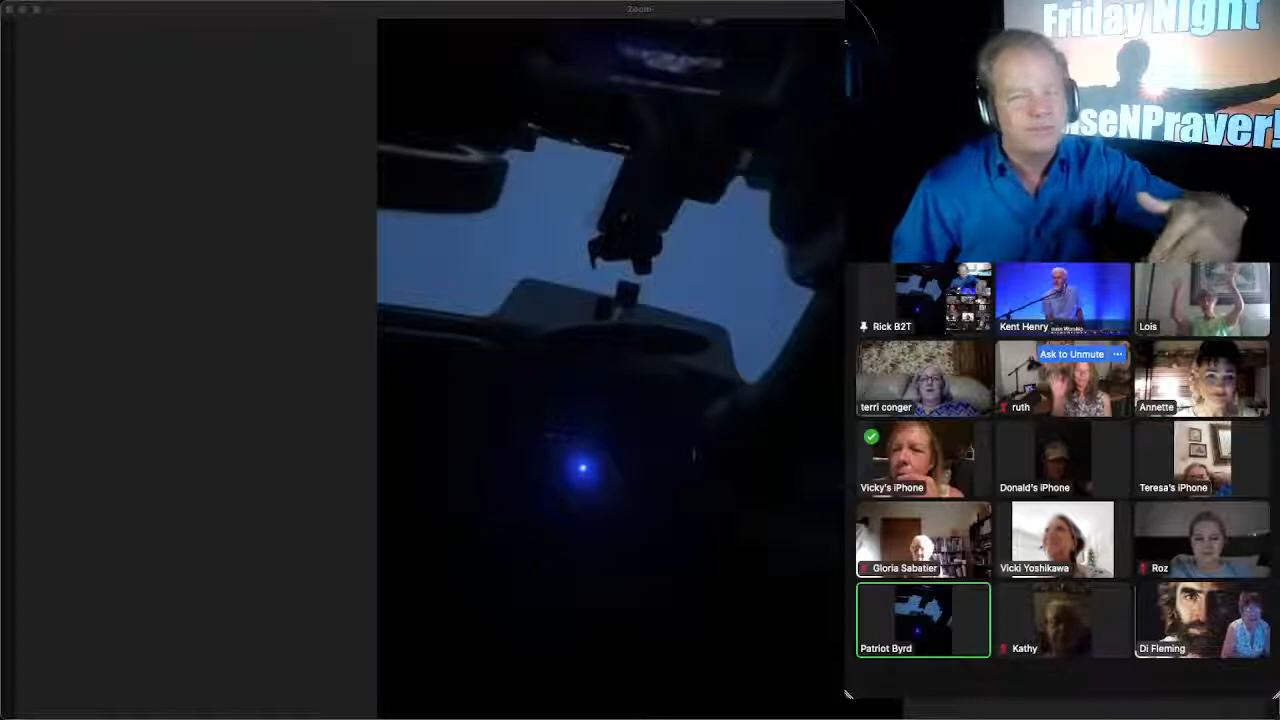 Zoom
Friday Night
seNPrayer!
Rick B2T
Kent Henry
Lois
terri conger
Ask to Unmute
ruth
Annette
Vicky's iPhone
Donald's iPhone
Teresa's iPhone
Gloria Sabatier
Vicki Yoshikawa
Roz
Patriot Byrd
Kathy
Di Fleming